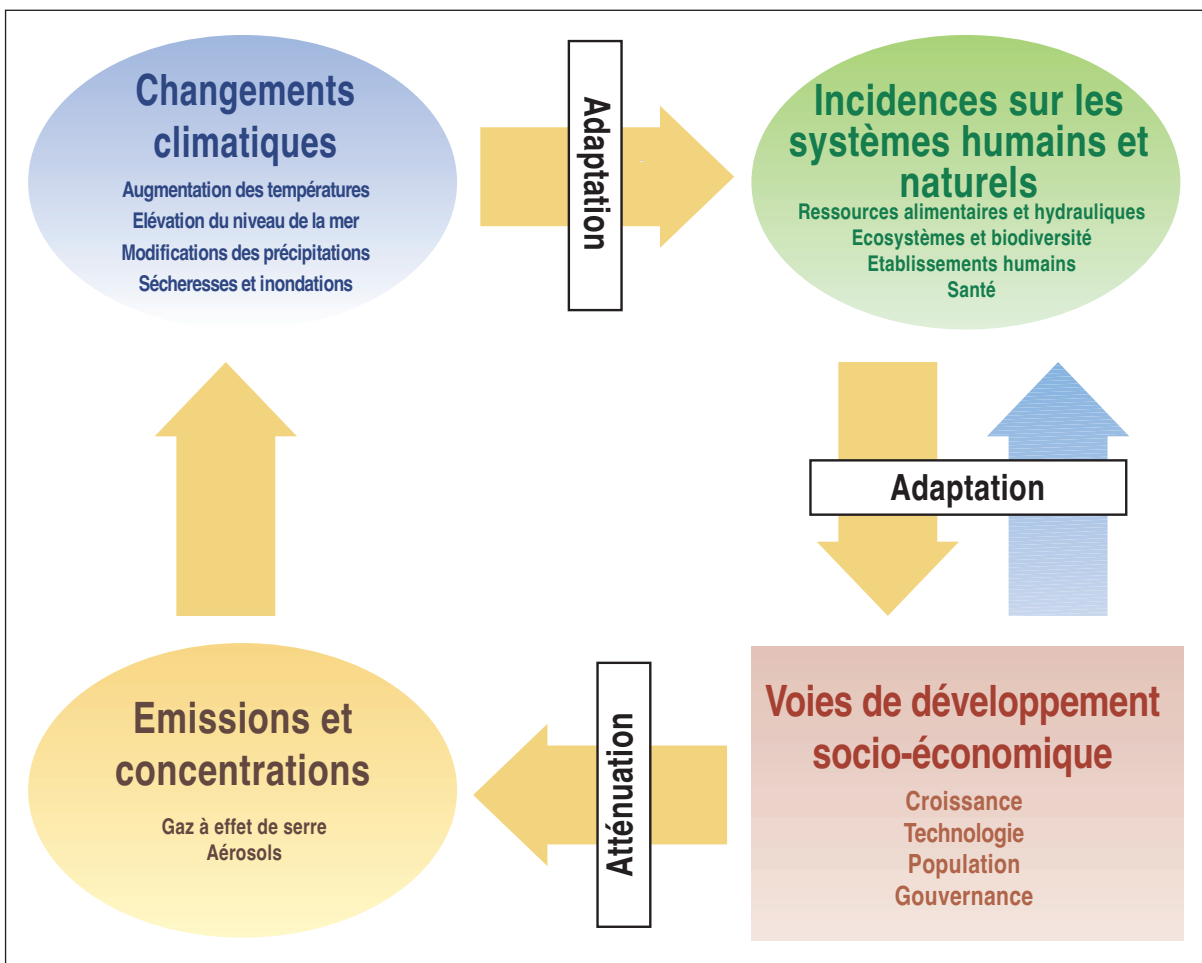 Changements
climatiques
Augmentation des températures
Elévation du niveau de la mer
Modifications des précipitations
Sécheresses et inondations
Adaptation
Incidences sur les
systèmes humains et
naturels
Ressources alimentaires et hydrauliques
Ecosystèmes et biodiversité
Etablissements humains
Santé
Adaptation
Emissions et
concentrations
Gaz à effet de serre
Aérosols
Atténuation
Voies de développement
socio-économique
Croissance
Technologie
Population
Gouvernance